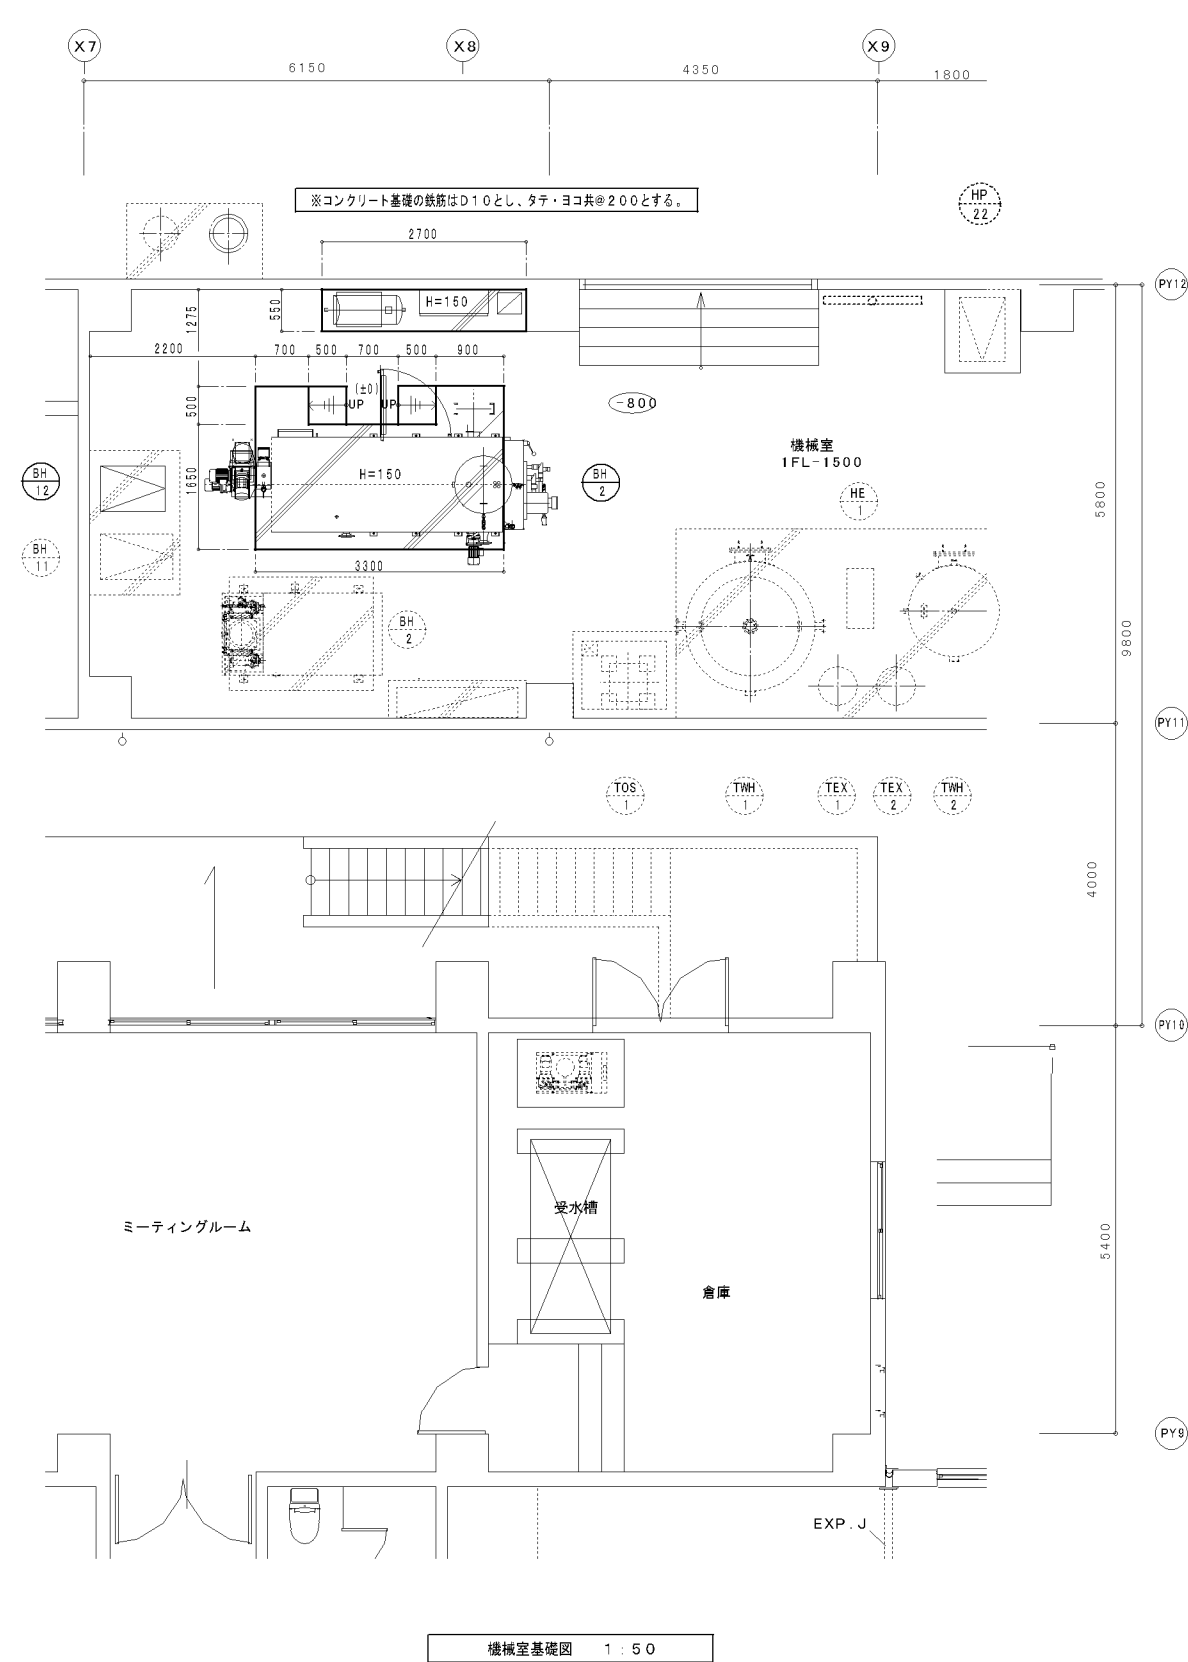 X7
X8
X9
6150
4350
1800
※コンクリート基礎の鉄筋はD10とし、タテ・ヨコ共@200とする。
HP
22
2700
PY12
1275
550
H=150
2200
700
500
700
500
900
(±0)
UP
UP
-800
500
1650
H=150
機械室
1FL-1500
BH
12
BH
2
HE
1
5800
BH
11
3300
BH
2
9800
PY11
TOS
1
TWH
1
TEX
1
TEX
2
TWH
2
4000
PY10
受水槽
ミーティングルーム
5400
倉庫
PY9
EXP.J
機械室基礎図 1:50